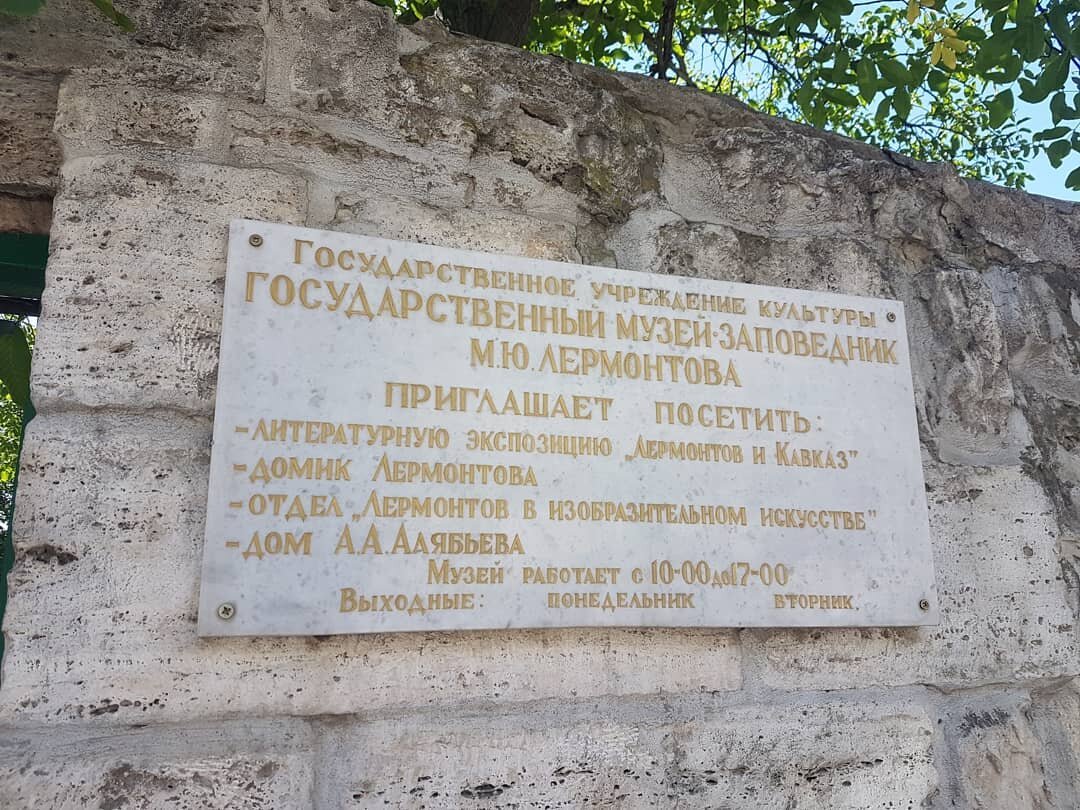 Государственное учреждение культуры
ГОСУДАРСТВЕННЫЙ МУЗЕЙ-ЗАПОВЕДНИК
М.Ю. ЛЕРМОНТОВА
ПРИГЛАШАЕТ ПОСЕТИТЬ:
-ЛИТЕРАТУРНУЮ ЭКСПОЗИЦИЮ „Лермонтов и Кавказ"
-ДОМИК Лермонтова
-ОТДЕЛ „Лермонтов в изобразительном искусстве"
-ДОМ А.А. Алябьева
Музей работает с 10-00 до 17-00
Выходные: понедельник вторник.